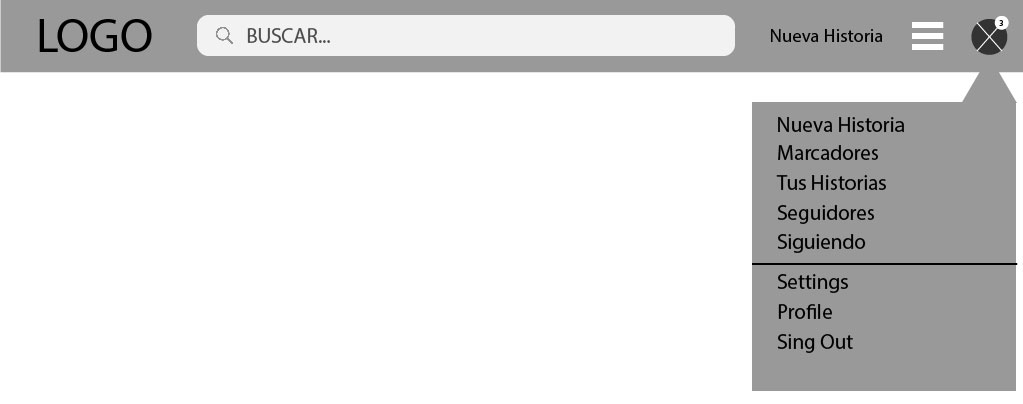 LOGO
BUSCAR...
Nueva Historia
3
Nueva Historia
Marcadores
Tus Historias
Seguidores
Siguiendo
Settings
Profile
Sing Out